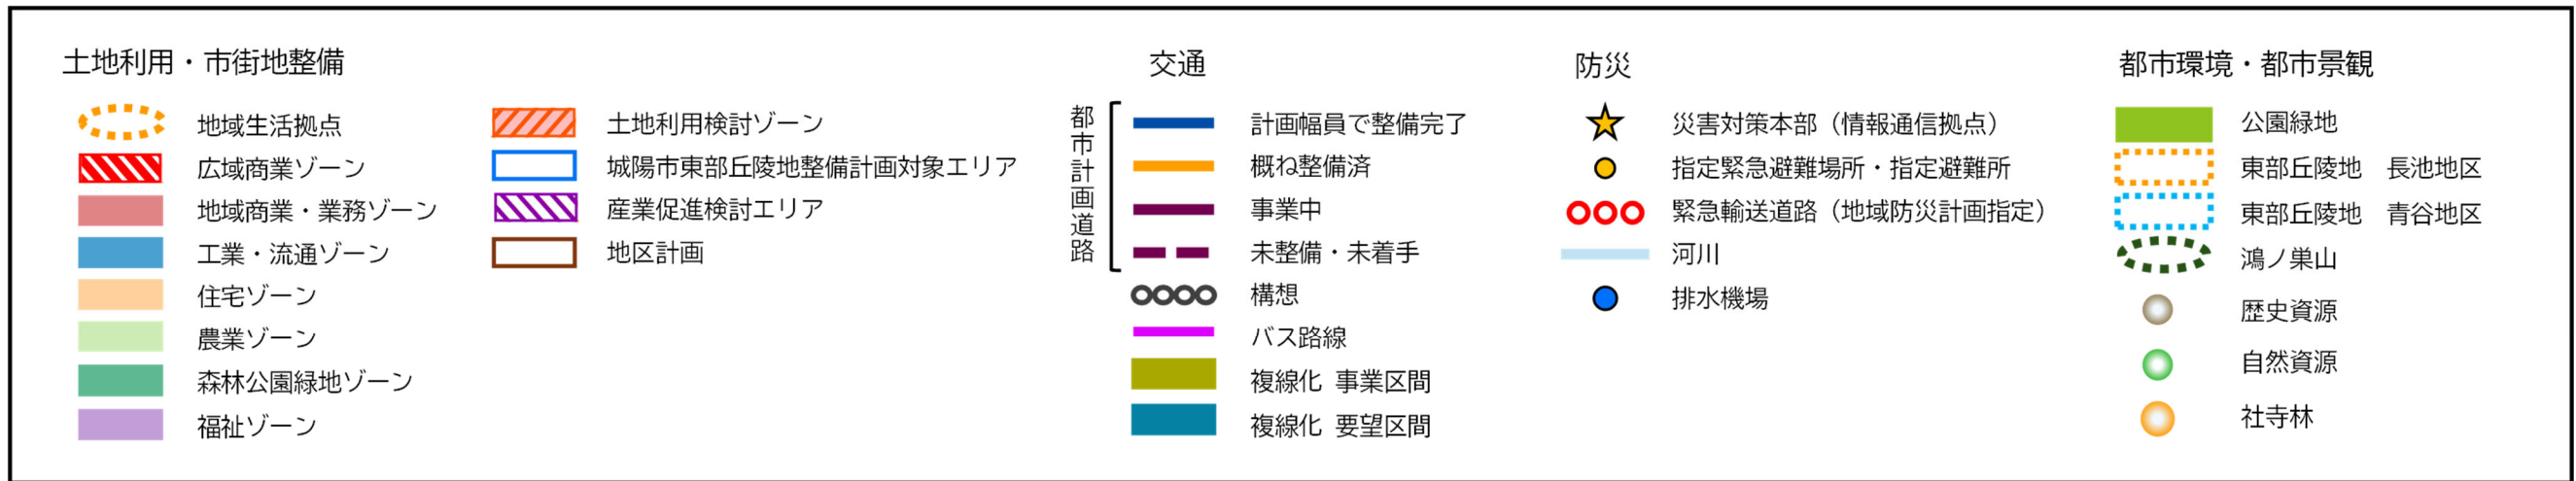 土地利用・市街地整備
地域生活拠点
広域商業ゾーン
地域商業・業務ゾーン
工業・流通ゾーン
住宅ゾーン
農業ゾーン
森林公園緑地ゾーン
福祉ゾーン
土地利用検討ゾーン
城陽市東部丘陵地整備計画対象エリア
産業促進検討エリア
地区計画
交通
都市計画道路
計画幅員で整備完了
概ね整備済
事業中
未整備・未着手
構想
バス路線
複線化 事業区間
複線化 要望区間
防災
災害対策本部（情報通信拠点）
指定緊急避難場所・指定避難所
緊急輸送道路（地域防災計画指定）
河川
排水機場
都市環境・都市景観
公園緑地
東部丘陵地　長池地区
東部丘陵地　青谷地区
鴻ノ巣山
歴史資源
自然資源
社寺林